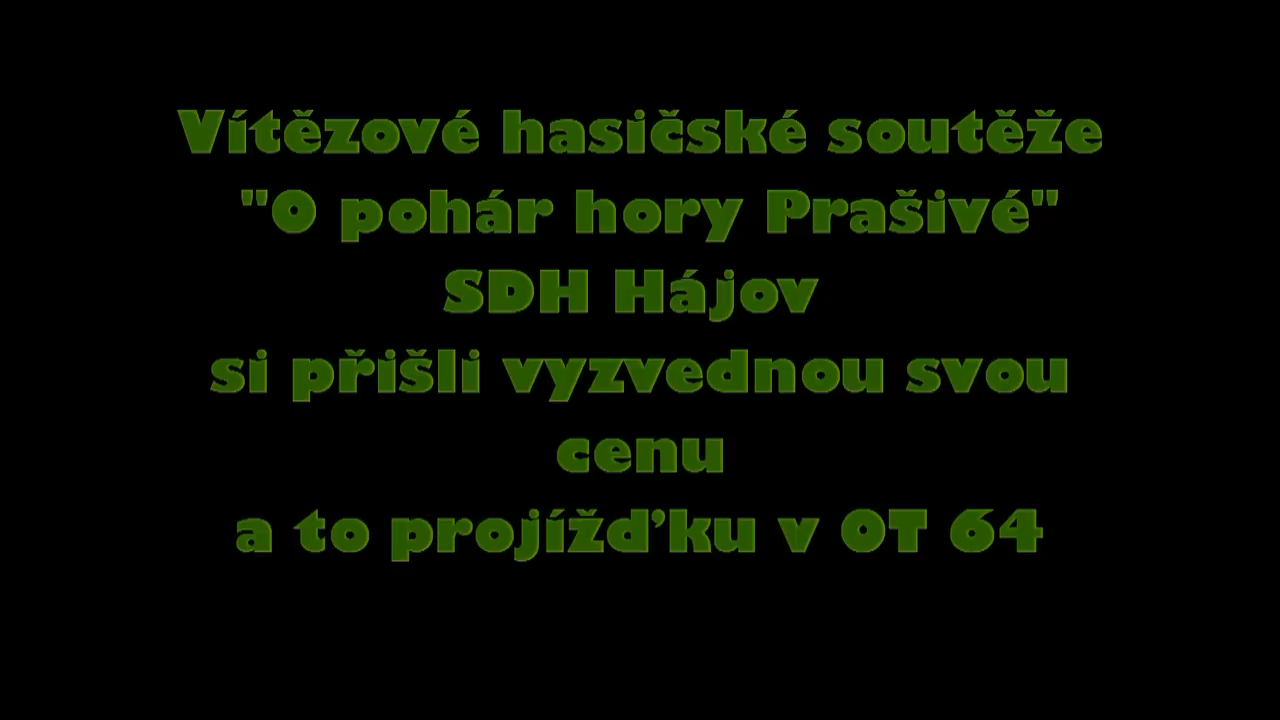 Vítězové hasičské soutěže
"O pohár hory Prašivé"
SDH Hájov
si přišli vyzvednou svou
cenu
a to projížďku v OT 64